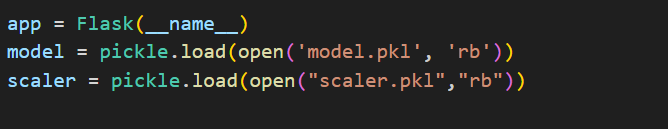 app = Flask(__name__)
model = pickle.load(open('model.pkl', 'rb'))
scaler = pickle.load(open("scaler.pkl","rb"))